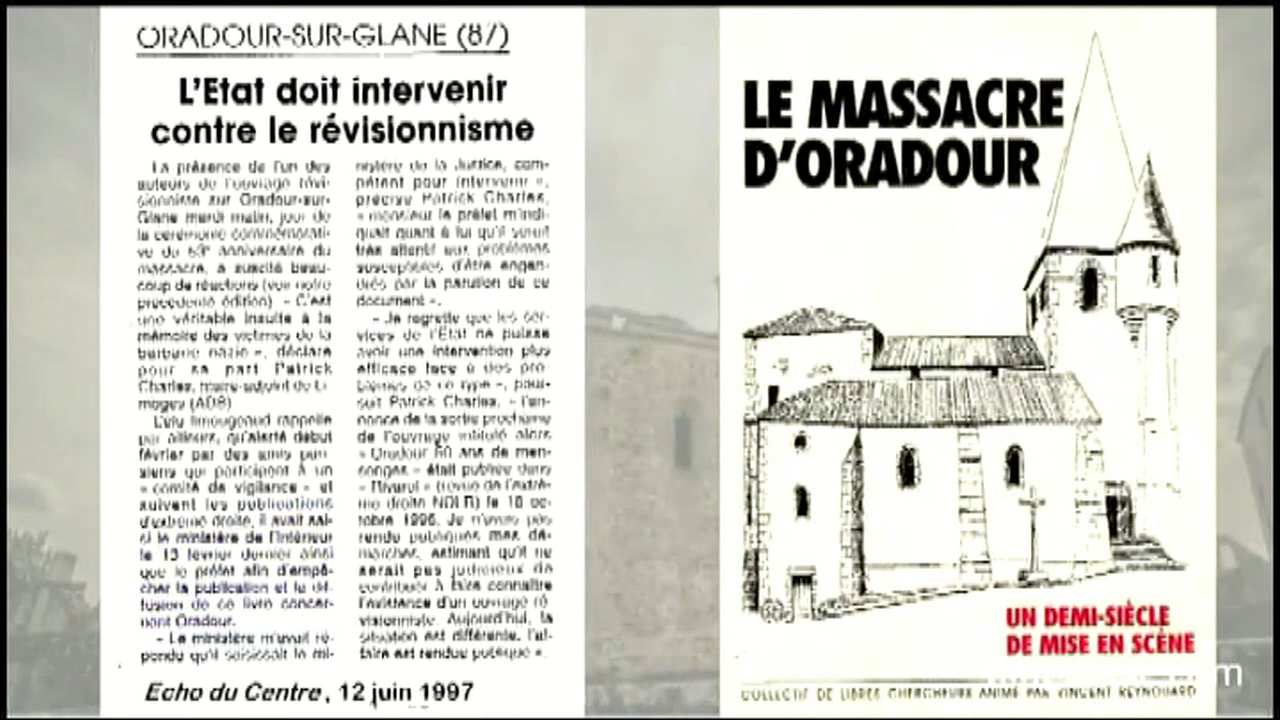 ORADOUR-SUR-GLANE (87)
L'Etat doit intervenir
contre le révisionnisme
La présence de l'un des
auteurs de l'ouvrage révi-
sionniste sur Oradour-sur-
Glane mardi matin, jour de
la cérémonie commémorati-
ve du 53e anniversaire du
massacre, a suscité beau-
coup de réactions (voir notre
précédente édition). « C'est
une véritable insulte à la
mémoire des victimes de la
barbarie nazie », déclare
pour sa part Patrick
Charles, maire-adjoint de Li-
moges (ADS)
L'élu limougeaud rappelle
par ailleurs, qu'alerté début
février par des amis pari-
siens qui participent à un
« comité de vigilance » et
suivent les publications
d'extrême droite, il avait sai-
si le ministère de l'Intérieur
le 13 février dernier ainsi
que le préfet afin d'empê-
cher la publication et la dif-
fusion de ce livre concer-
nant Oradour.
- Le ministère m'avait ré-
pondu qu'il saisissait le mi-
nistère de la Justice, com-
pétent pour intervenir »,
précise Patrick Charles,
« monsieur le préfet m'indi-
quait quant à lui qu'il serait
très attentif aux problèmes
susceptibles d'être engen-
drés par la parution de ce
document ».
« Je regrette que les ser-
vices de l'Etat ne puisse
avoir une intervention plus
efficace face à des pro-
blèmes de ce type », pour-
suit Patrick Charles. « l'an-
nonce de la sortie prochaine
de l'ouvrage intitulé alors
« Oradour 50 ans de men-
songes » était publiée dans
« Rivarol » (revue de l'extrê-
me droite NDLR) le 18 oc-
tobre 1996. Je n'avais pas
rendu publiques mes dé-
marches, estimant qu'il ne
serait pas judicieux de
contribuer à faire connaître
l'existence d'un ouvrage ré-
visionniste. Aujourd'hui, la
situation est différente, l'af-
faire est rendue publique ».
Echo du Centre, 12 juin 1997
LE MASSACRE
D'ORADOUR
UN DEMI-SIÈCLE
DE MISE EN SCÈNE
COLLECTIF DE LIBRES CHERCHEURS ANIMÉ PAR VINCENT REYNOUARD
m